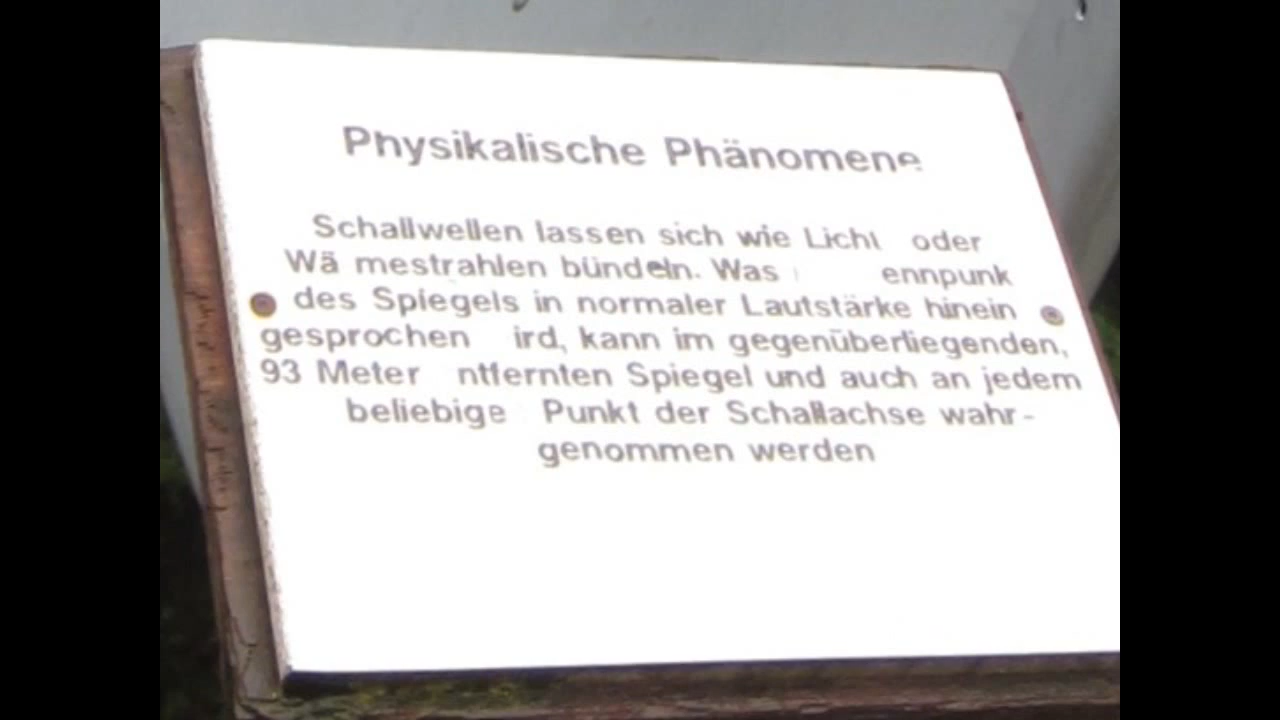 Physikalische Phänomene
Schallwellen lassen sich wie Licht oder
Wä mestrahlen bündeln. Was ennpunk
des Spiegels in normaler Lautstärke hinein
gesprochen ird, kann im gegenüberliegenden,
93 Meter ntfernten Spiegel und auch an jedem
beliebige Punkt der Schallachse wahr-
genommen werden